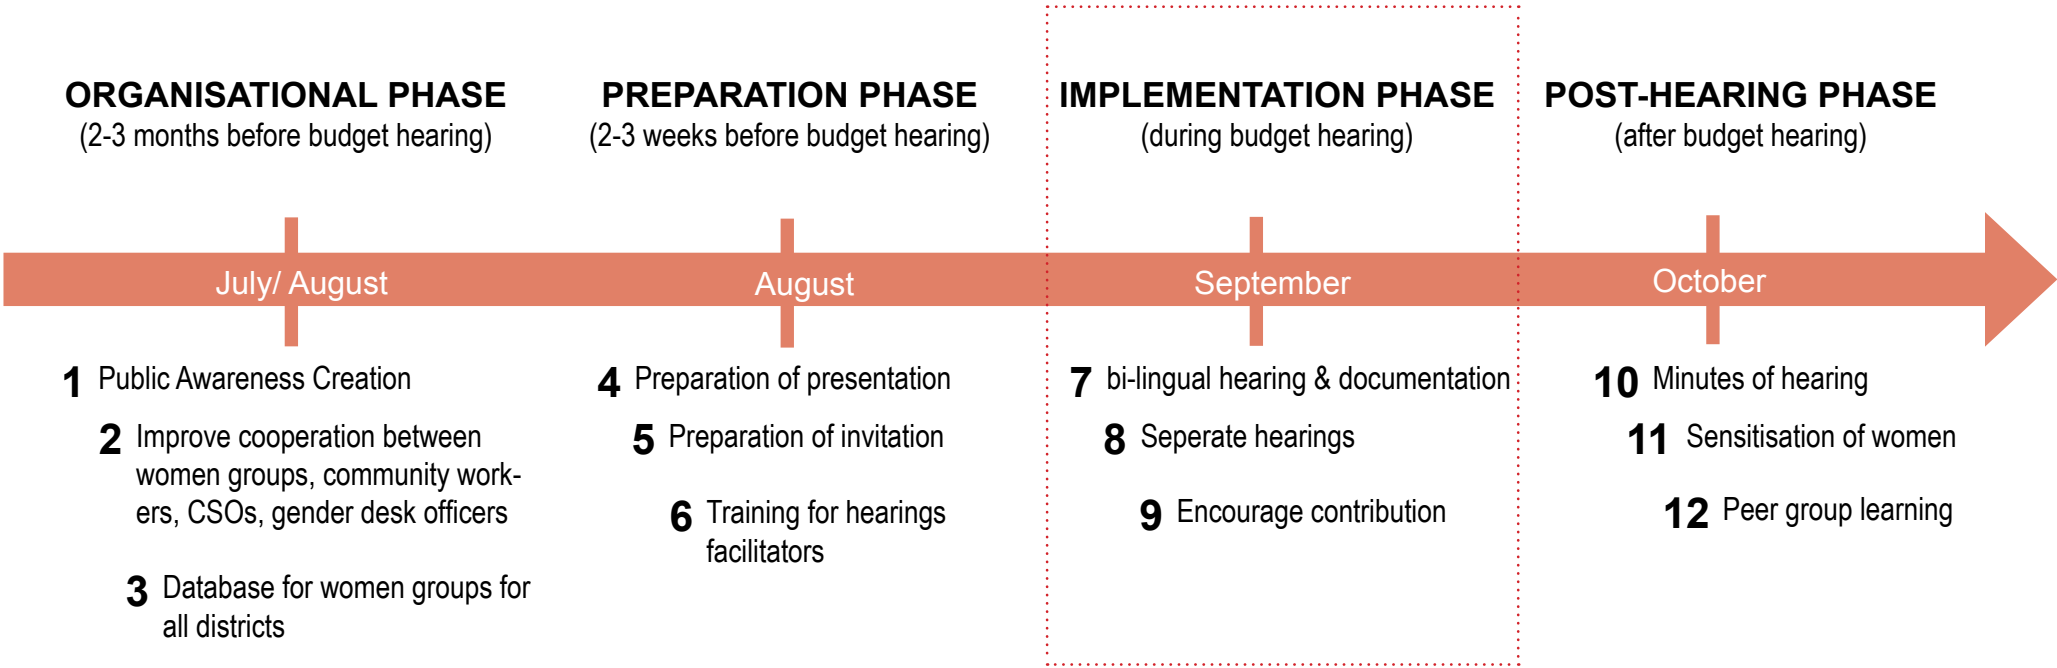 ORGANISATIONAL PHASE
(2-3 months before budget hearing)
PREPARATION PHASE
(2-3 weeks before budget hearing)
IMPLEMENTATION PHASE
(during budget hearing)
POST-HEARING PHASE
(after budget hearing)
July/ August
August
September
October
1 Public Awareness Creation
2 Improve cooperation between
women groups, community work-
ers, CSOs, gender desk officers
3 Database for women groups for
all districts
4 Preparation of presentation
5 Preparation of invitation
6 Training for hearings
facilitators
7 bi-lingual hearing & documentation
8 Seperate hearings
9 Encourage contribution
10 Minutes of hearing
11 Sensitisation of women
12 Peer group learning